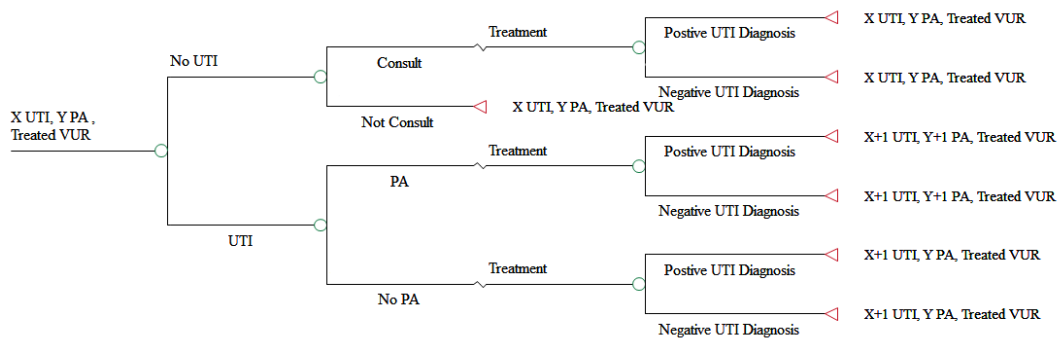 Treatment
X UTI, Y PA, Treated VUR
Postive UTI Diagnosis
No UTI
Consult
X UTI, Y PA, Treated VUR
Negative UTI Diagnosis
X UTI, Y PA, Treated VUR
Not Consult
X UTI, Y PA ,
Treated VUR
Treatment
X+1 UTI, Y+1 PA, Treated VUR
Postive UTI Diagnosis
PA
X+1 UTI, Y+1 PA, Treated VUR
Negative UTI Diagnosis
UTI
Treatment
X+1 UTI, Y PA, Treated VUR
Postive UTI Diagnosis
No PA
X+1 UTI, Y PA, Treated VUR
Negative UTI Diagnosis